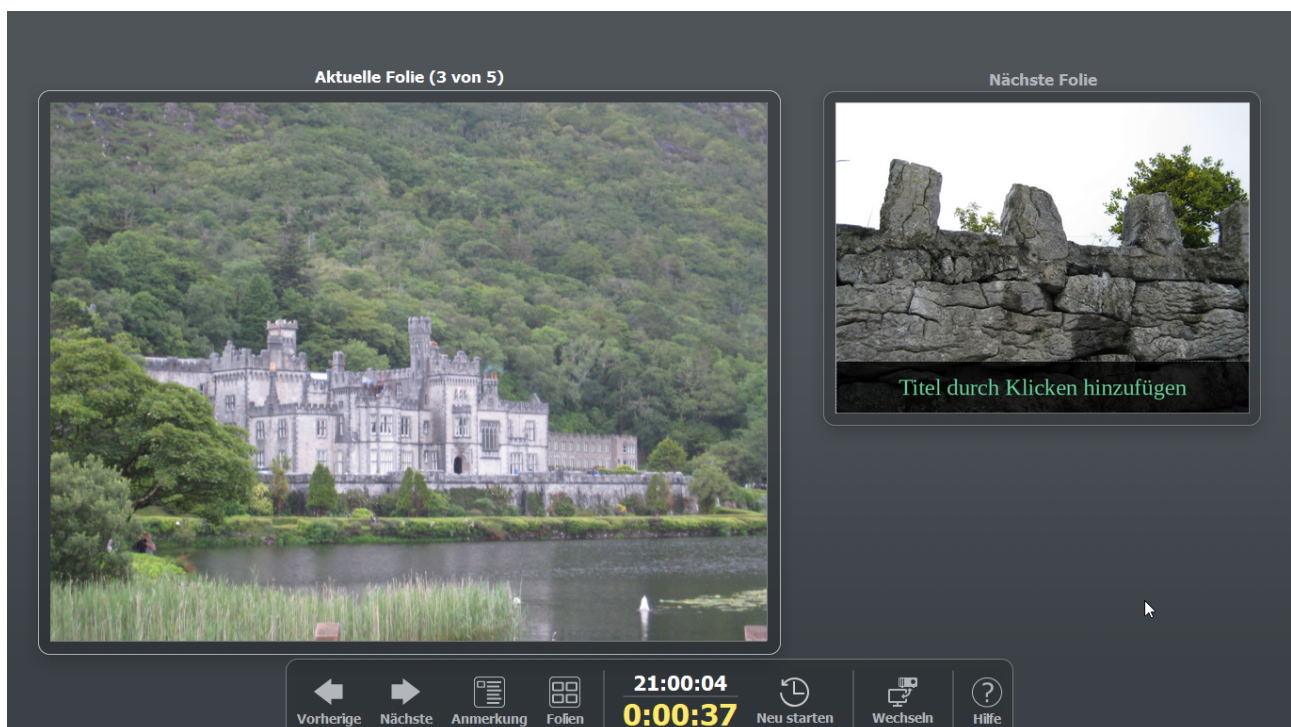 Aktuelle Folie (3 von 5)
Nächste Folie
Titel durch Klicken hinzufügen
Vorherige
Nächste
Anmerkung
Folien
21:00:04
0:00:37
Neu starten
Wechseln
Hilfe